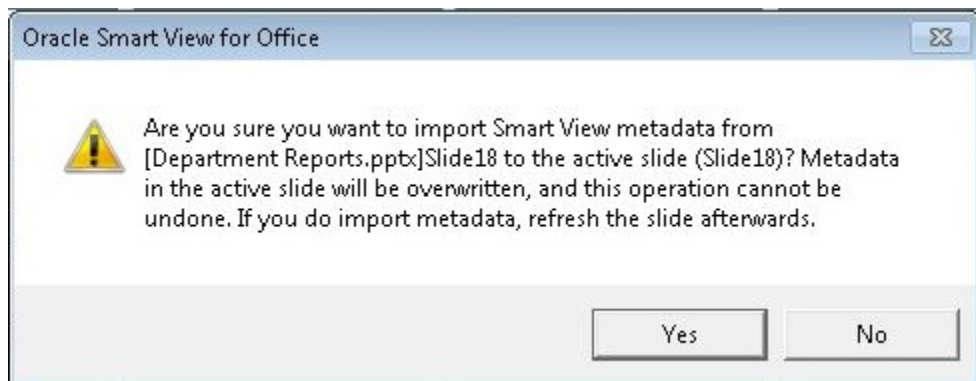 Oracle Smart View for Office
Are you sure you want to import Smart View metadata from
[Department Reports.pptx]Slide18 to the active slide (Slide18)? Metadata
in the active slide will be overwritten, and this operation cannot be
undone. If you do import metadata, refresh the slide afterwards.
Yes
No